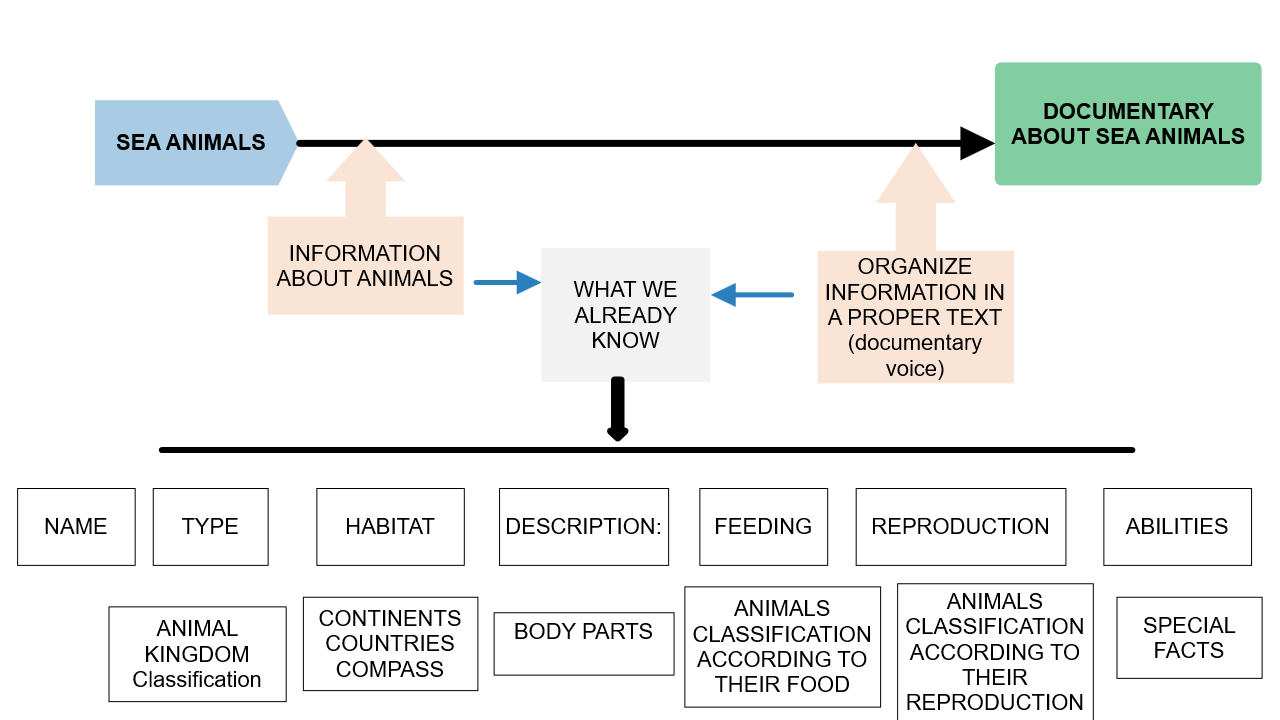 SEA ANIMALS
DOCUMENTARY
ABOUT SEA ANIMALS
INFORMATION
ABOUT ANIMALS
WHAT WE
ALREADY
KNOW
ORGANIZE
INFORMATION IN
A PROPER TEXT
(documentary
voice)
NAME
TYPE
HABITAT
DESCRIPTION:
FEEDING
REPRODUCTION
ABILITIES
ANIMAL
KINGDOM
Classification
CONTINENTS
COUNTRIES
COMPASS
BODY PARTS
ANIMALS
CLASSIFICATION
ACCORDING TO
THEIR FOOD
ANIMALS
CLASSIFICATION
ACCORDING TO
THEIR
REPRODUCTION
SPECIAL
FACTS